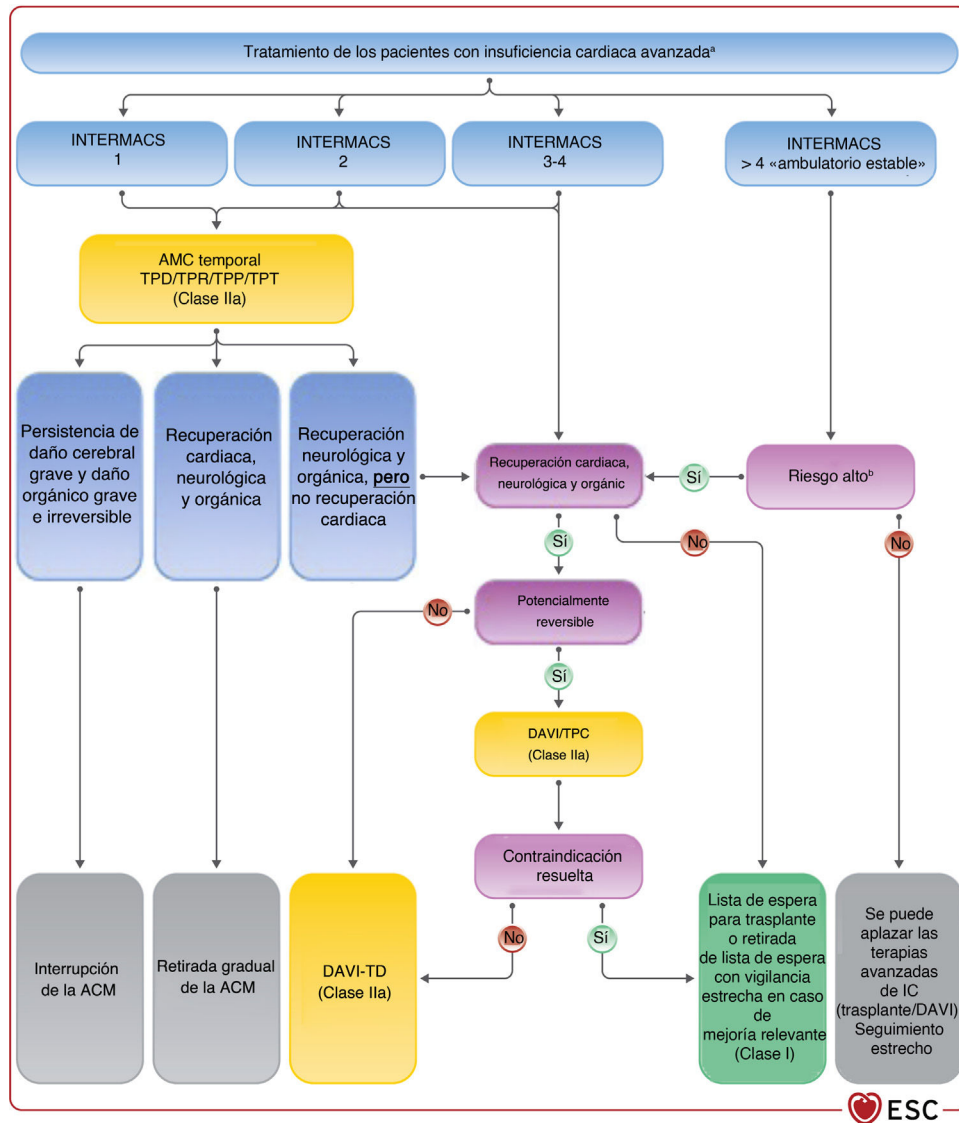 Tratamiento de los pacientes con insuficiencia cardiaca avanzadaª
INTERMACS
1
INTERMACS
2
INTERMACS
3-4
INTERMACS
> 4 «ambulatorio estable»
AMC temporal
TPD/TPR/TPP/TPT
(Clase IIa)
Persistencia de
daño cerebral
grave y daño
orgánico grave
e irreversible
Recuperación
cardiaca,
neurológica
y orgánica
Recuperación
neurológica y
orgánica, pero
no recuperación
cardiaca
Recuperación cardiaca,
neurológica y orgánic
Sí
Riesgo altoᵇ
Sí
No
No
No
Potencialmente
reversible
Sí
DAVI/TPC
(Clase IIa)
Contraindicación
resuelta
No
Sí
Interrupción
de la ACM
Retirada gradual
de la ACM
DAVI-TD
(Clase IIa)
Lista de espera
para trasplante
o retirada
de lista de espera
con vigilancia
estrecha en caso
de
mejoría relevante
(Clase I)
Se puede
aplazar las
terapias
avanzadas
de IC
(trasplante/DAVI)
Seguimiento
estrecho
ESC